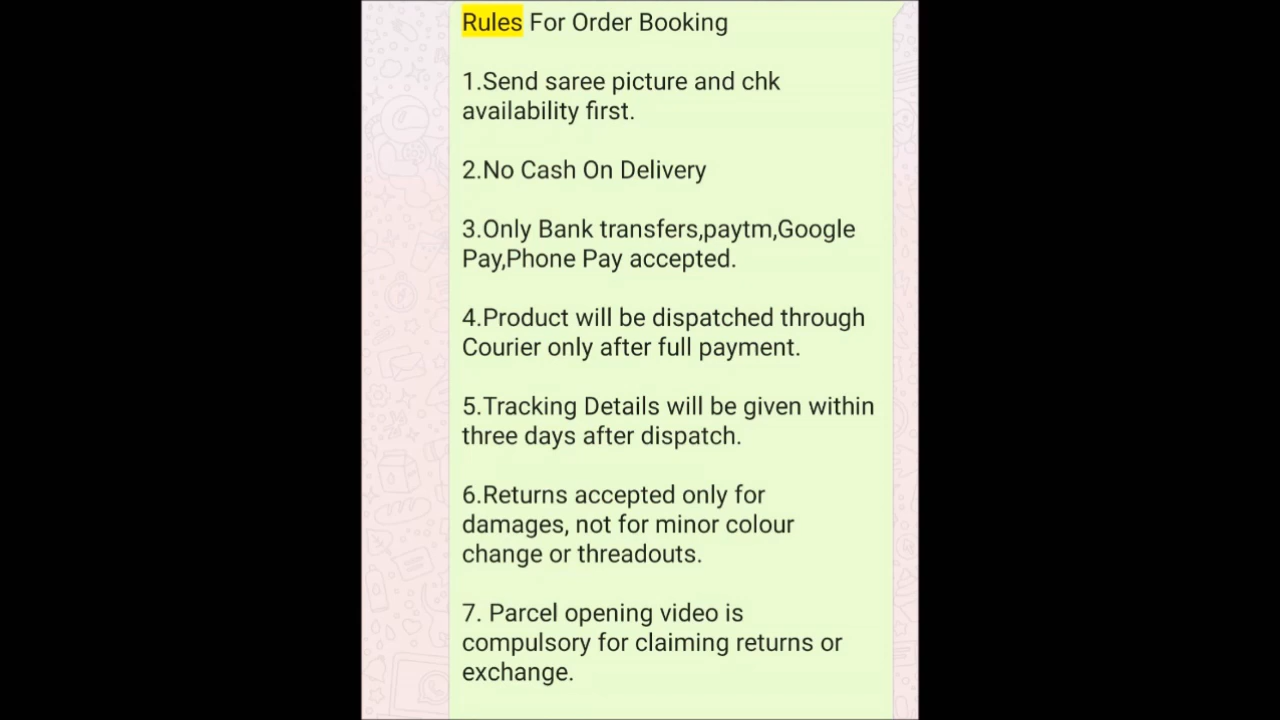 Rules For Order Booking
1.Send saree picture and chk
availability first.
2.No Cash On Delivery
3.Only Bank transfers,paytm,Google
Pay,Phone Pay accepted.
4.Product will be dispatched through
Courier only after full payment.
5.Tracking Details will be given within
three days after dispatch.
6.Returns accepted only for
damages, not for minor colour
change or threadouts.
7. Parcel opening video is
compulsory for claiming returns or
exchange.